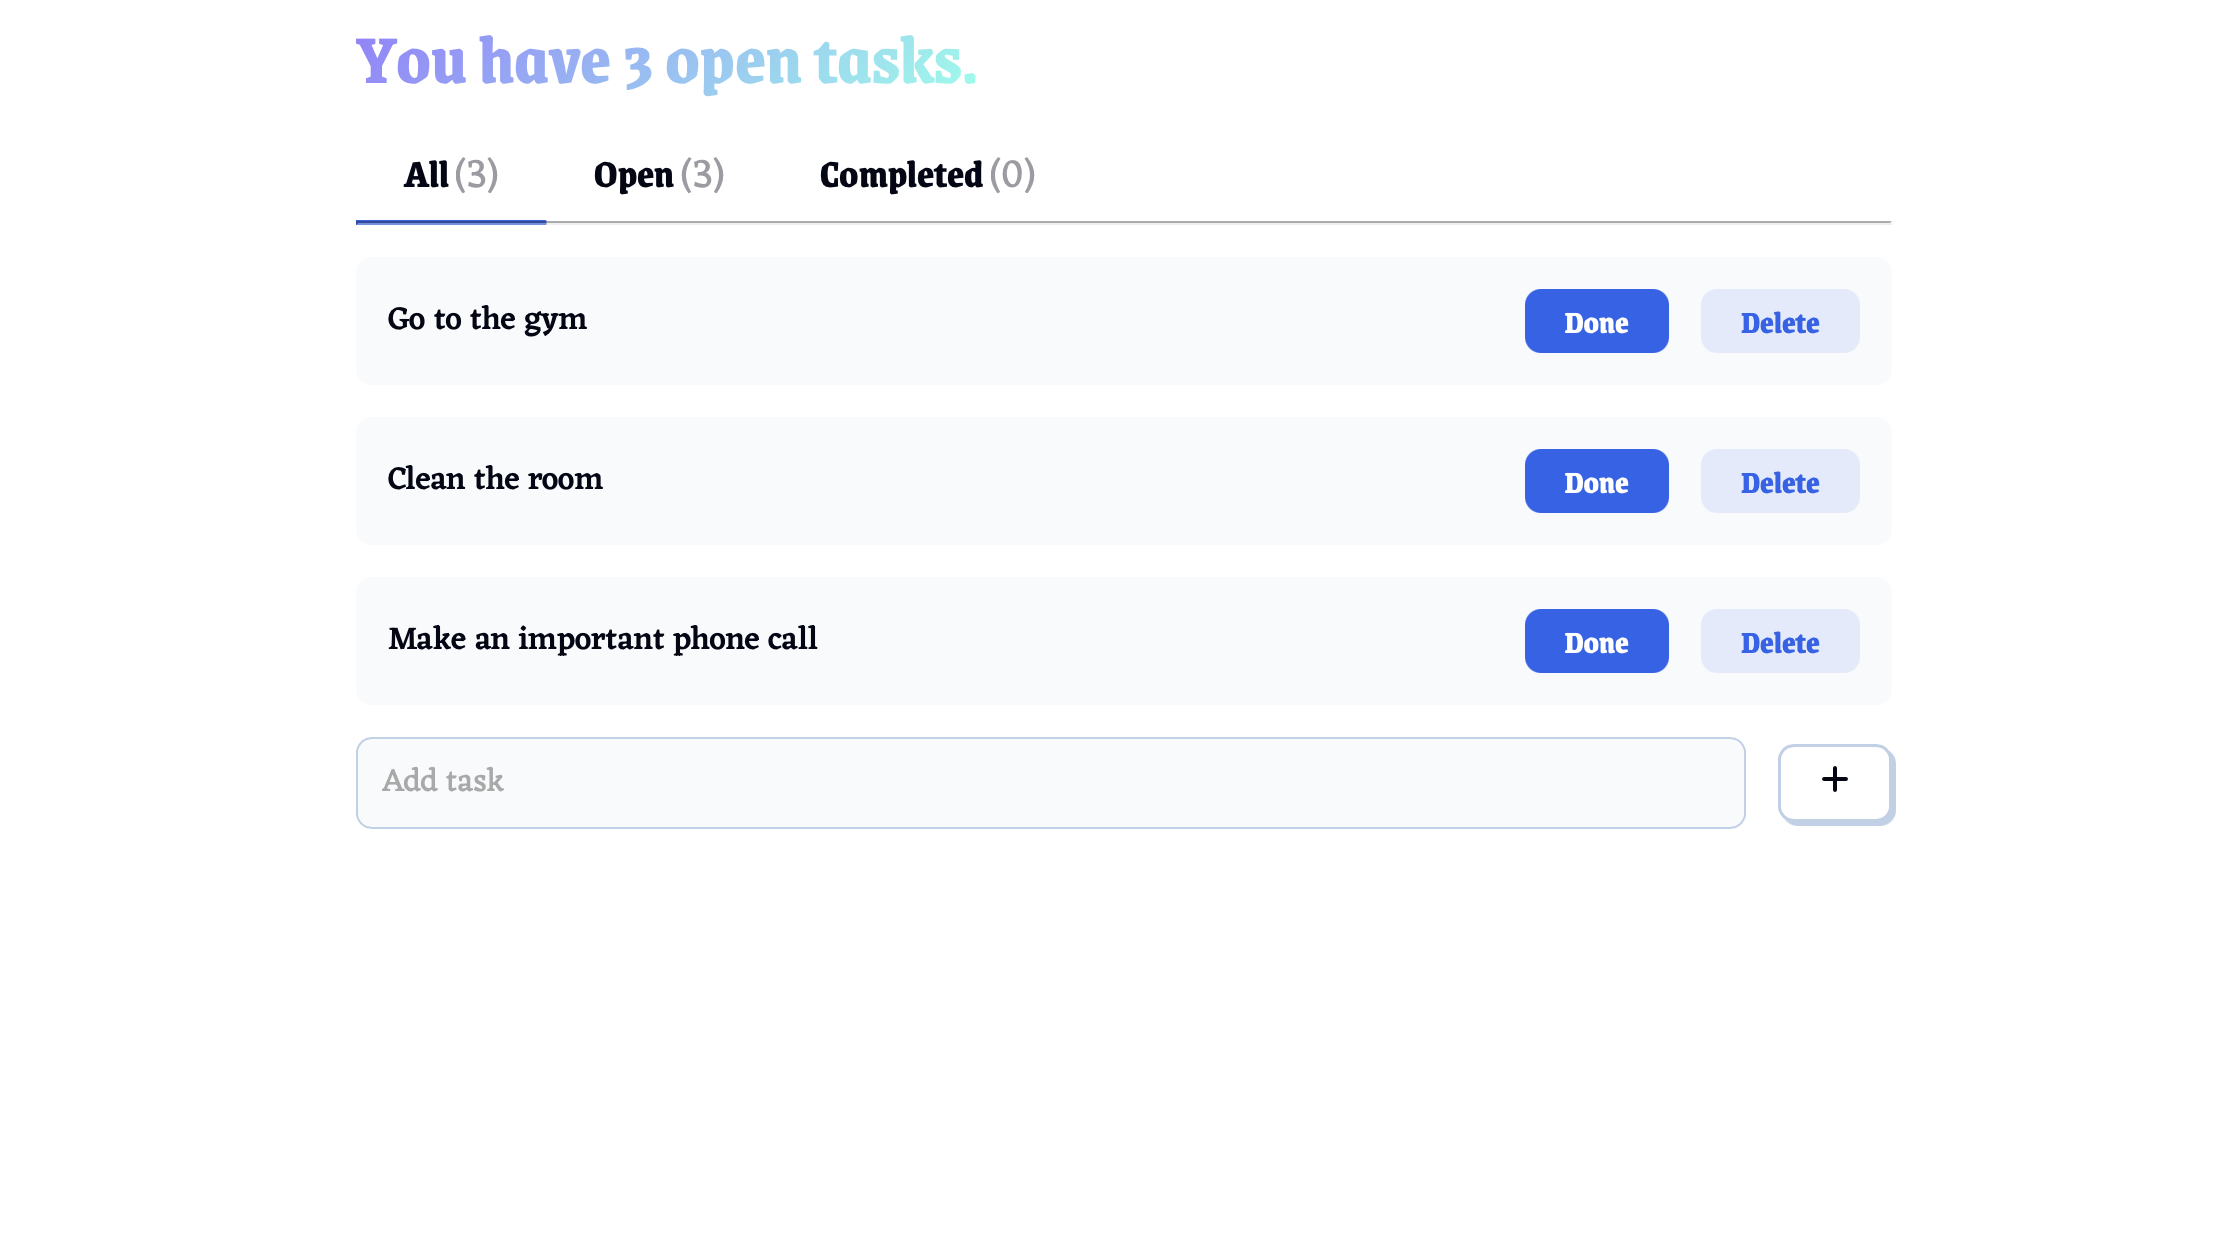 You have 3 open tasks.
All (3) Open (3) Completed (0)
Go to the gym Done Delete
Clean the room Done Delete
Make an important phone call Done Delete
Add task +